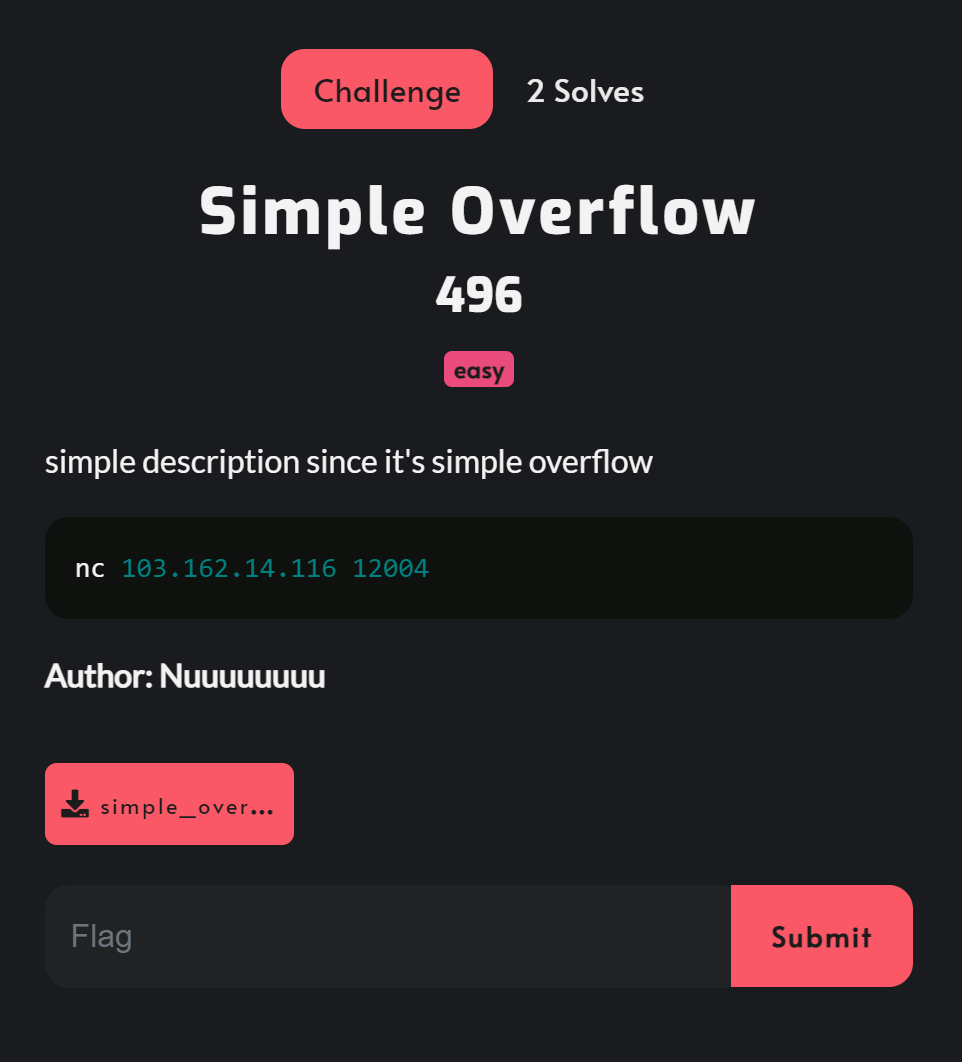 Challenge
2 Solves
Simple Overflow
496
easy
simple description since it's simple overflow
nc 103.162.14.116 12004
Author: Nuuuuuuuu
simple_over...
Flag
Submit